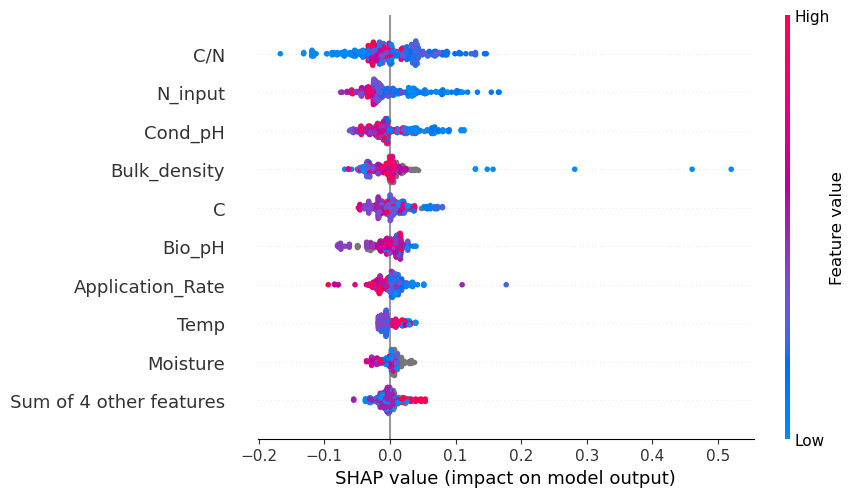 High
C/N
N_input
Cond_pH
Bulk_density
C
Bio_pH
Application_Rate
Temp
Moisture
Sum of 4 other features
Feature value
Low
−0.2 −0.1 0.0 0.1 0.2 0.3 0.4 0.5
SHAP value (impact on model output)